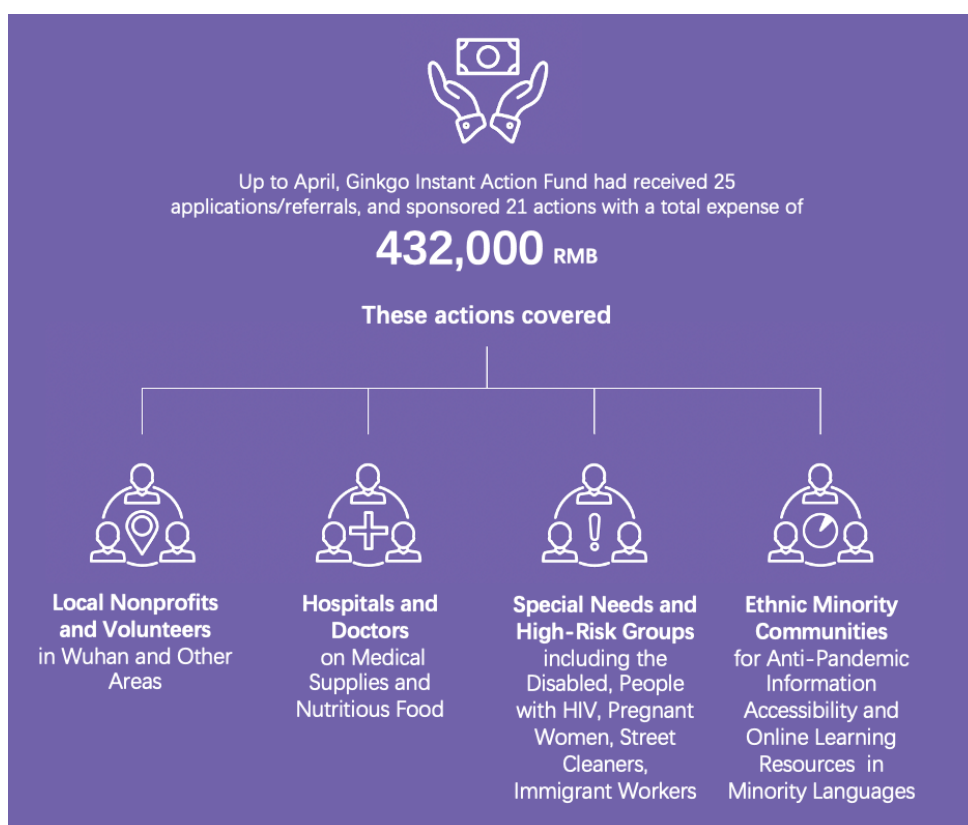 Up to April, Ginkgo Instant Action Fund had received 25
applications/referrals, and sponsored 21 actions with a total expense of
432,000 RMB
These actions covered
Local Nonprofits
and Volunteers
in Wuhan and Other
Areas
Hospitals and
Doctors
on Medical
Supplies and
Nutritious Food
Special Needs and
High-Risk Groups
including the
Disabled, People
with HIV, Pregnant
Women, Street
Cleaners,
Immigrant Workers
Ethnic Minority
Communities
for Anti-Pandemic
Information
Accessibility and
Online Learning
Resources in
Minority Languages